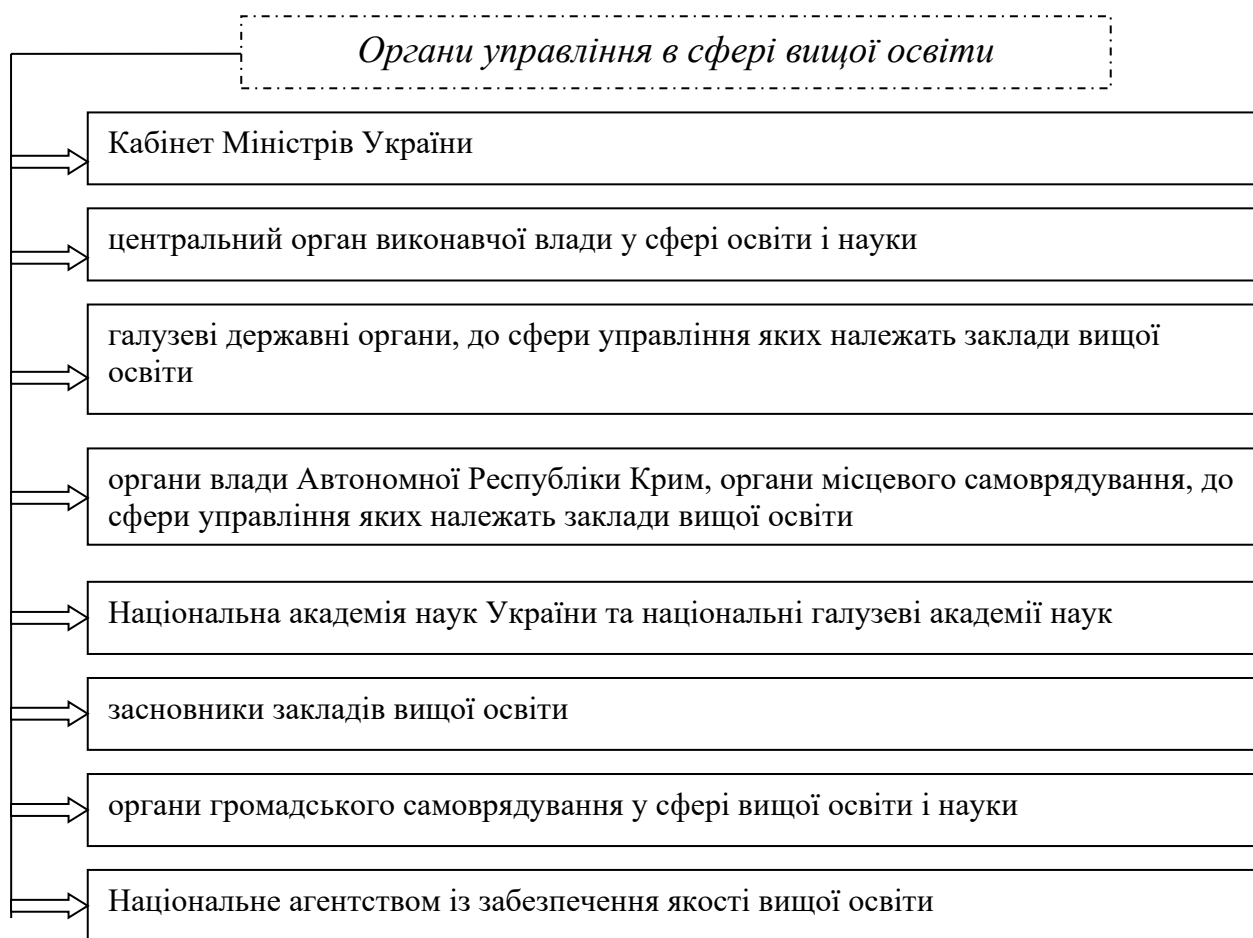 Органи управління в сфері вищої освіти
Кабінет Міністрів України
центральний орган виконавчої влади у сфері освіти і науки
галузеві державні органи, до сфери управління яких належать заклади вищої
освіти
органи влади Автономної Республіки Крим, органи місцевого самоврядування, до
сфери управління яких належать заклади вищої освіти
Національна академія наук України та національні галузеві академії наук
засновники закладів вищої освіти
органи громадського самоврядування у сфері вищої освіти і науки
Національне агентством із забезпечення якості вищої освіти